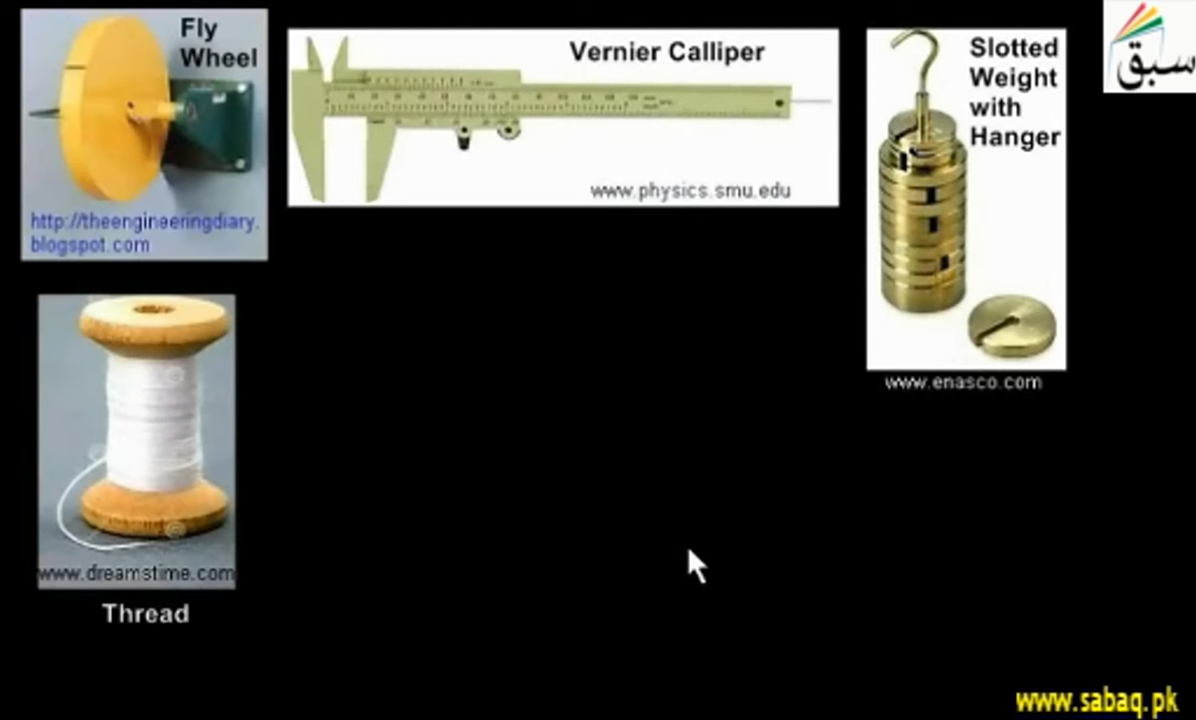 Fly
Wheel
http://theengineeringdiary.
blogspot.com
Vernier Calliper
www.physics.smu.edu
Slotted
Weight
with
Hanger
www.enasco.com
سبق
www.dreamstime.com
Thread
www.sabaq.pk